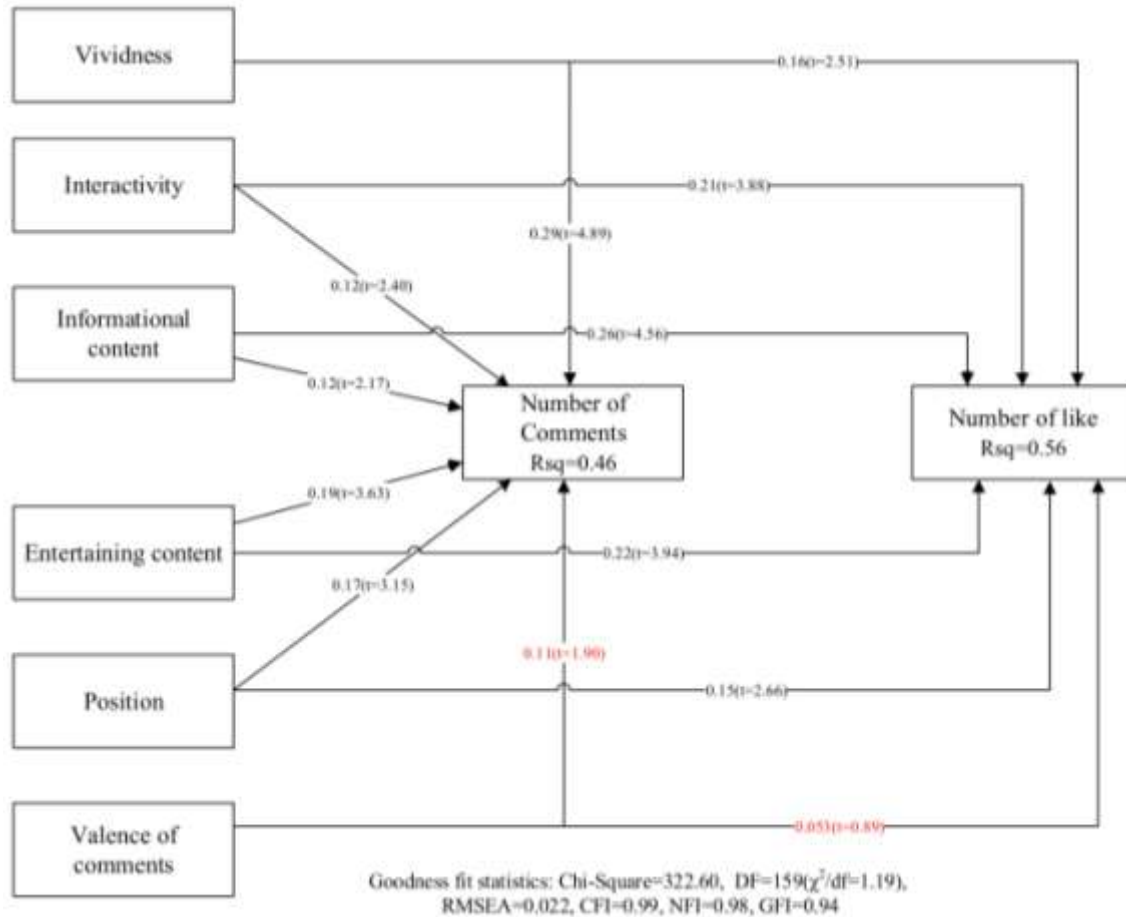 Vividness
0.16(t=2.51)
Interactivity
0.21(t=3.88)
0.29(t=4.89)
0.12(t=2.40)
Informational
content
0.26(t=4.56)
0.12(t=2.17)
Number of
Comments
Rsq=0.46
Number of like
Rsq=0.56
0.19(t=3.63)
Entertaining content
0.22(t=3.94)
0.17(t=3.15)
0.11(t=1.90)
Position
0.15(t=2.66)
Valence of
comments
0.053(t=0.89)
Goodness fit statistics: Chi-Square=322.60, DF=159(χ²/df=1.19),
RMSEA=0.022, CFI=0.99, NFI=0.98, GFI=0.94